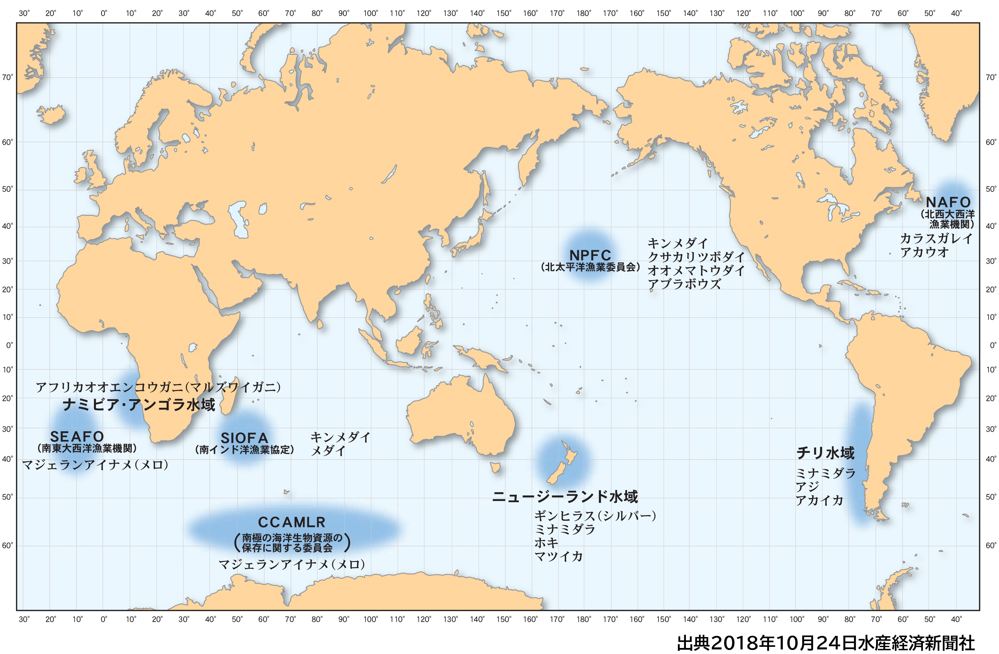 30° 20° 10° 0° 10° 20° 30° 40° 50° 60° 70° 80° 90° 100° 110° 120° 130° 140° 150° 160° 170° 180° 170° 160° 150° 140° 130° 120° 110° 100° 90° 80° 70° 60° 50° 40°
70° 70°
60° 60°
50° 50°
40° 40°
30° 30°
20° 20°
10° 10°
0° 0°
10° 10°
20° 20°
30° 30°
40° 40°
50° 50°
60° 60°
NAFO
（北西大西洋
漁業機関）
カラスガレイ
アカウオ
NPFC
（北太平洋漁業委員会）
キンメダイ
クサカリツボダイ
オオメマトウダイ
アブラボウズ
アフリカオオエンコウガニ（マルズワイガニ）
ナミビア・アンゴラ水域
SEAFO
（南東大西洋漁業機関）
マジェランアイナメ（メロ）
SIOFA
（南インド洋漁業協定）
キンメダイ
メダイ
CCAMLR
（南極の海洋生物資源の
保存に関する委員会）
マジェランアイナメ（メロ）
ニュージーランド水域
ギンヒラス（シルバー）
ミナミダラ
ホキ
マツイカ
チリ水域
ミナミダラ
アジ
アカイカ
30° 20° 10° 0° 10° 20° 30° 40° 50° 60° 70° 80° 90° 100° 110° 120° 130° 140° 150° 160° 170° 180° 170° 160° 150° 140° 130° 120° 110° 100° 90° 80° 70° 60° 50° 40°
出典2018年10月24日水産経済新聞社